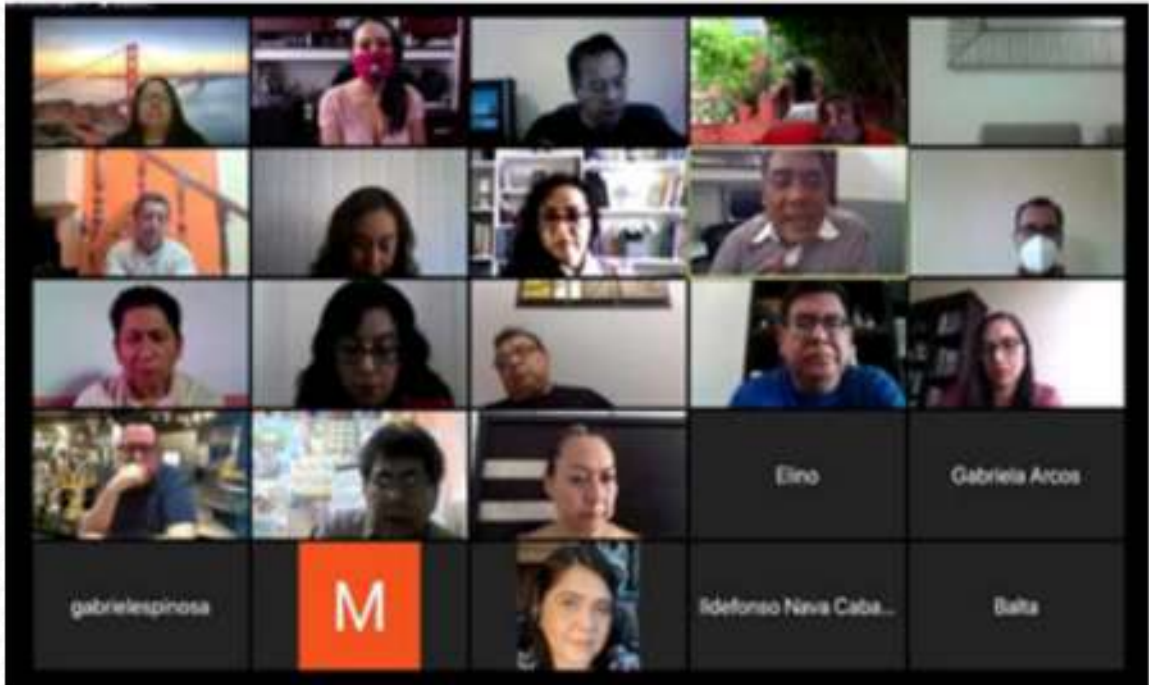 Elino
Gabriela Arcos
gabrielespinosa
M
Ildefonso Nava Caba...
Balta